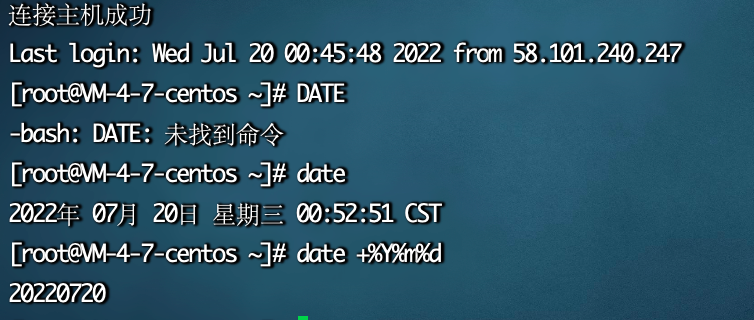 连接主机成功
Last login: Wed Jul 20 00:45:48 2022 from 58.101.240.247
[root@VM-4-7-centos ~]# DATE
-bash: DATE: 未找到命令
[root@VM-4-7-centos ~]# date
2022年 07月 20日 星期三 00:52:51 CST
[root@VM-4-7-centos ~]# date +%Y%m%d
20220720